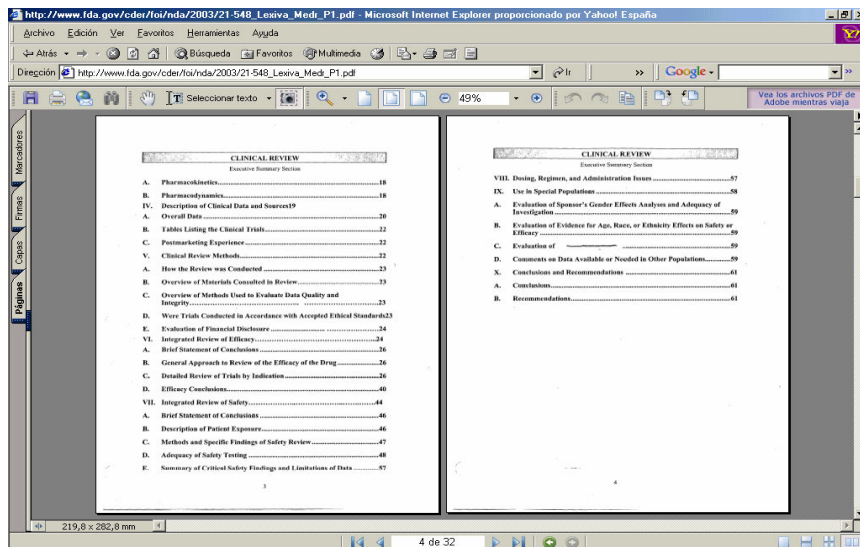 http://www.fda.gov/cder/foi/nda/2003/21-548_Lexiva_Medr_P1.pdf - Microsoft Internet Explorer proporcionado por Yahoo! España
Archivo Edición Ver Favoritos Herramientas Ayuda
Atrás Búsqueda Favoritos Multimedia
Dirección http://www.fda.gov/cder/foi/nda/2003/21-548_Lexiva_Medr_P1.pdf Ir » Google »
Seleccionar texto 49% Vea los archivos PDF de
Adobe mientras viaja
Marcadores
Firmas
Capas
Páginas
CLINICAL REVIEW
Executive Summary Section
A. Pharmacokinetics.....18
B. Pharmacodynamics.....18
IV. Description of Clinical Data and Sources19
A. Overall Data.....20
B. Tables Listing the Clinical Trials.....22
C. Postmarketing Experience.....22
V. Clinical Review Methods.....22
A. How the Review was Conducted.....23
B. Overview of Materials Consulted in Review.....23
C. Overview of Methods Used to Evaluate Data Quality and
Integrity.....23
D. Were Trials Conducted in Accordance with Accepted Ethical Standards23
E. Evaluation of Financial Disclosure.....24
VI. Integrated Review of Efficacy.....24
A. Brief Statement of Conclusions.....26
B. General Approach to Review of the Efficacy of the Drug.....26
C. Detailed Review of Trials by Indication.....26
D. Efficacy Conclusions.....40
VII. Integrated Review of Safety.....44
A. Brief Statement of Conclusions.....46
B. Description of Patient Exposure.....46
C. Methods and Specific Findings of Safety Review.....47
D. Adequacy of Safety Testing.....48
E. Summary of Critical Safety Findings and Limitations of Data.....57
3
CLINICAL REVIEW
Executive Summary Section
VIII. Dosing, Regimen, and Administration Issues.....57
IX. Use in Special Populations.....58
A. Evaluation of Sponsor's Gender Effects Analyses and Adequacy of
Investigation.....59
B. Evaluation of Evidence for Age, Race, or Ethnicity Effects on Safety or
Efficacy.....59
C. Evaluation of .....59
D. Comments on Data Available or Needed in Other Populations.....59
X. Conclusions and Recommendations.....61
A. Conclusions.....61
B. Recommendations.....61
4
219,8 x 282,8 mm
4 de 32